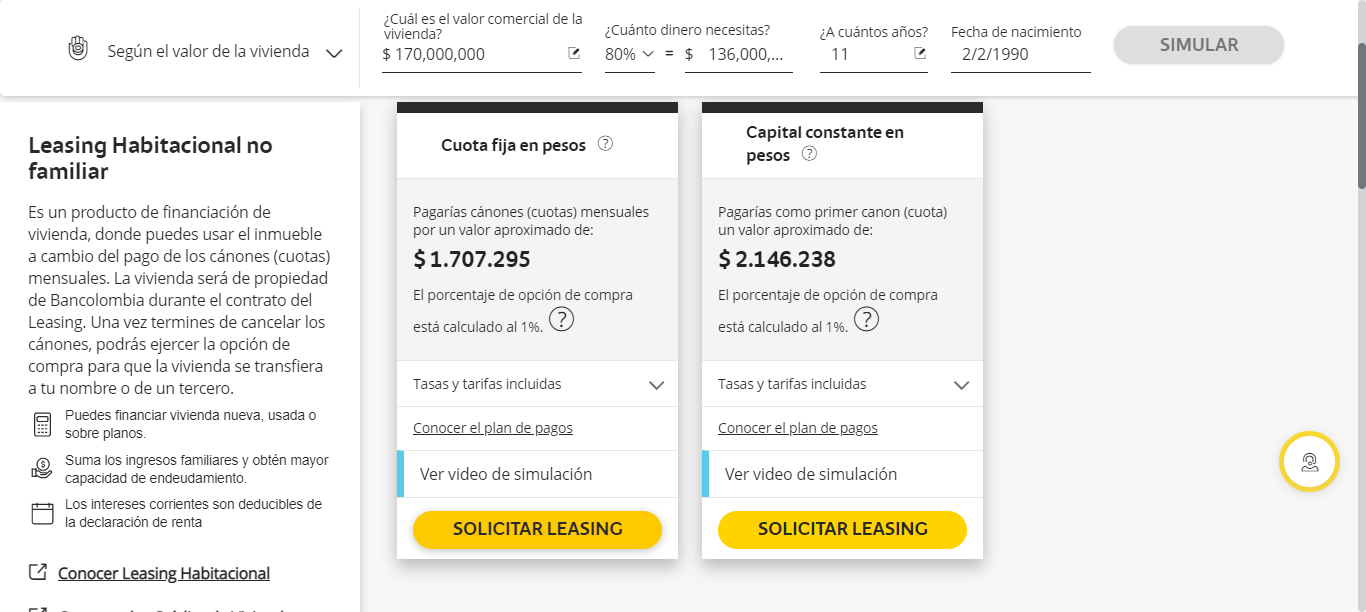 Según el valor de la vivienda
¿Cuál es el valor comercial de la
vivienda?
$ 170,000,000
¿Cuánto dinero necesitas?
80% = $ 136,000,...
¿A cuántos años?
11
Fecha de nacimiento
2/2/1990
SIMULAR
Leasing Habitacional no
familiar
Es un producto de financiación de
vivienda, donde puedes usar el inmueble
a cambio del pago de los cánones (cuotas)
mensuales. La vivienda será de propiedad
de Bancolombia durante el contrato del
Leasing. Una vez termines de cancelar los
cánones, podrás ejercer la opción de
compra para que la vivienda se transfiera
a tu nombre o de un tercero.
Puedes financiar vivienda nueva, usada o
sobre planos.
Suma los ingresos familiares y obtén mayor
capacidad de endeudamiento.
Los intereses corrientes son deducibles de
la declaración de renta
Conocer Leasing Habitacional
Cuota fija en pesos ?
Pagarías cánones (cuotas) mensuales
por un valor aproximado de:
$ 1.707.295
El porcentaje de opción de compra
está calculado al 1%. ?
Tasas y tarifas incluidas
Conocer el plan de pagos
Ver video de simulación
SOLICITAR LEASING
Capital constante en
pesos ?
Pagarías como primer canon (cuota)
un valor aproximado de:
$ 2.146.238
El porcentaje de opción de compra
está calculado al 1%. ?
Tasas y tarifas incluidas
Conocer el plan de pagos
Ver video de simulación
SOLICITAR LEASING